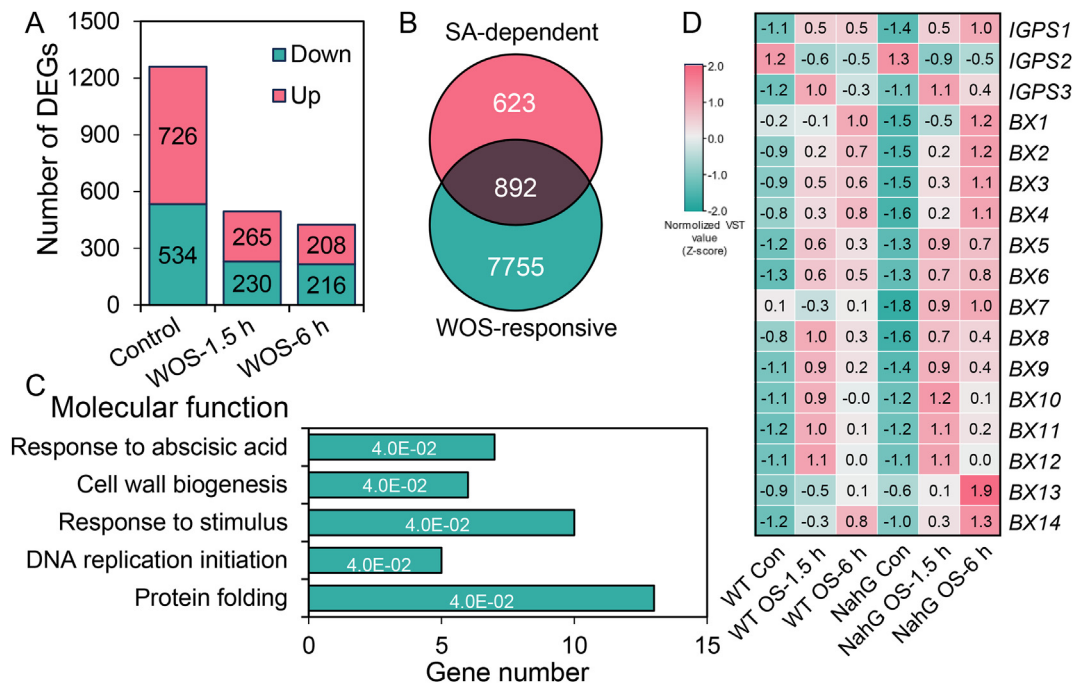 A
1500
1200
900
600
300
0
Number of DEGs
Down
Up
726
534
265
230
208
216
Control
WOS-1.5 h
WOS-6 h
B
SA-dependent
623
892
7755
WOS-responsive
C
Molecular function
Response to abscisic acid
Cell wall biogenesis
Response to stimulus
DNA replication initiation
Protein folding
4.0E-02
4.0E-02
4.0E-02
4.0E-02
4.0E-02
0 5 10 15
Gene number
D
2.0
1.0
0.0
-1.0
-2.0
Normolized VST
value
(Z-score)
-1.1 0.5 0.5 -1.4 0.5 1.0 IGPS1
1.2 -0.6 -0.5 1.3 -0.9 -0.5 IGPS2
-1.2 1.0 -0.3 -1.1 1.1 0.4 IGPS3
-0.2 -0.1 1.0 -1.5 -0.5 1.2 BX1
-0.9 0.2 0.7 -1.5 0.2 1.2 BX2
-0.9 0.5 0.6 -1.5 0.3 1.1 BX3
-0.8 0.3 0.8 -1.6 0.2 1.1 BX4
-1.2 0.6 0.3 -1.3 0.9 0.7 BX5
-1.3 0.6 0.5 -1.3 0.7 0.8 BX6
0.1 -0.3 0.1 -1.8 0.9 1.0 BX7
-0.8 1.0 0.3 -1.6 0.7 0.4 BX8
-1.1 0.9 0.2 -1.4 0.9 0.4 BX9
-1.1 0.9 -0.0 -1.2 1.2 0.1 BX10
-1.2 1.0 0.1 -1.2 1.1 0.2 BX11
-1.1 1.1 0.0 -1.1 1.1 0.0 BX12
-0.9 -0.5 0.1 -0.6 0.1 1.9 BX13
-1.2 -0.3 0.8 -1.0 0.3 1.3 BX14
WT Con
WT OS-1.5 h
WT OS-6 h
NahG Con
NahG OS-1.5 h
NahG OS-6 h